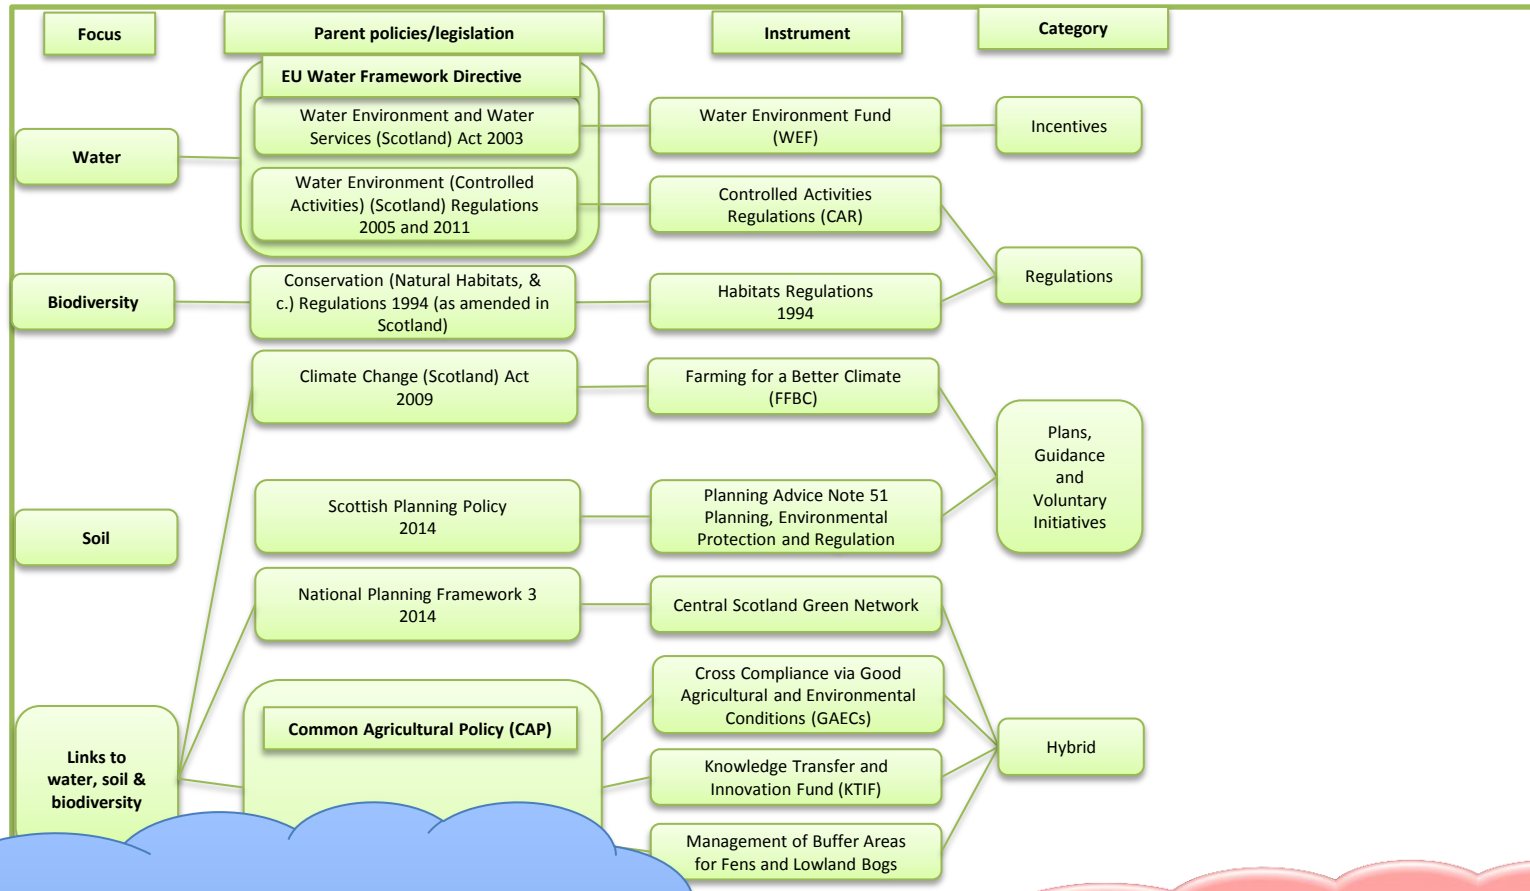 Focus
Parent policies/legislation
Instrument
Category
EU Water Framework Directive
Water
Water Environment and Water
Services (Scotland) Act 2003
Water Environment Fund
(WEF)
Incentives
Water Environment (Controlled
Activities) (Scotland) Regulations
2005 and 2011
Controlled Activities
Regulations (CAR)
Regulations
Biodiversity
Conservation (Natural Habitats, &
c.) Regulations 1994 (as amended in
Scotland)
Habitats Regulations
1994
Climate Change (Scotland) Act
2009
Farming for a Better Climate
(FFBC)
Plans,
Guidance
and
Voluntary
Initiatives
Soil
Scottish Planning Policy
2014
Planning Advice Note 51
Planning, Environmental
Protection and Regulation
National Planning Framework 3
2014
Central Scotland Green Network
Links to
water, soil &
biodiversity
Common Agricultural Policy (CAP)
Cross Compliance via Good
Agricultural and Environmental
Conditions (GAECs)
Hybrid
Knowledge Transfer and
Innovation Fund (KTIF)
Management of Buffer Areas
for Fens and Lowland Bogs